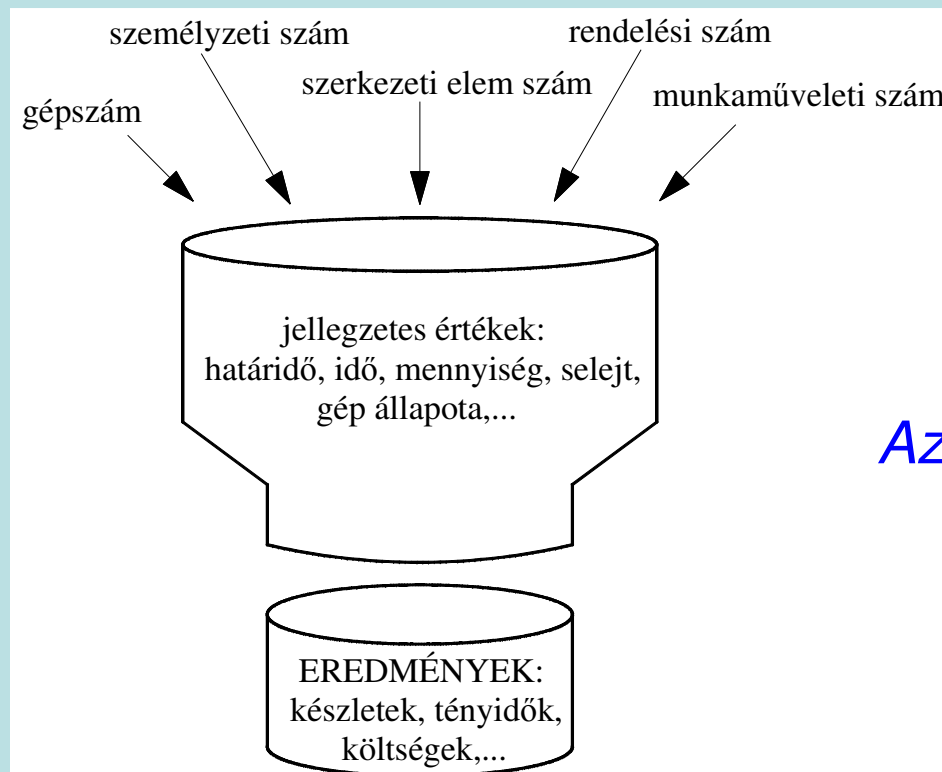 személyzeti szám
rendelési szám
szerkezeti elem szám
gépszám
munkaműveleti szám
jellegzetes értékek:
határidő, idő, mennyiség, selejt,
gép állapota,...
Az
EREDMÉNYEK:
készletek, tényidők,
költségek,...